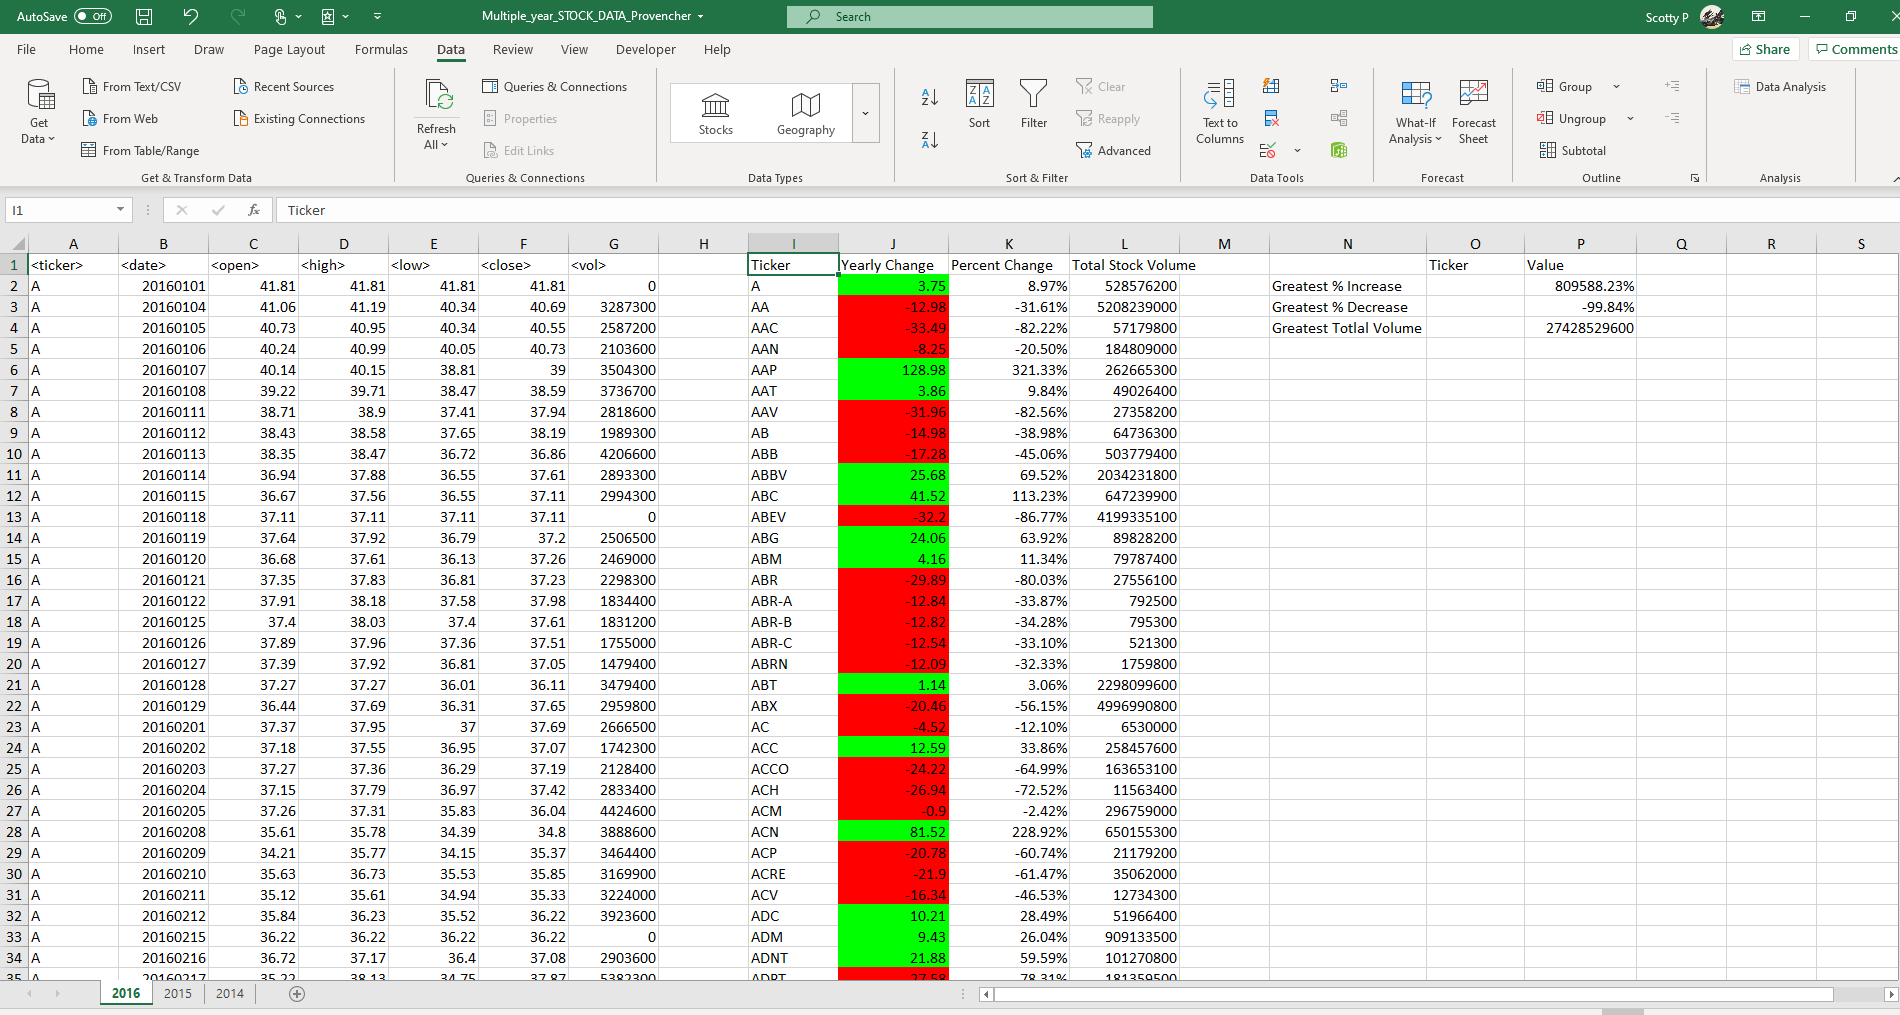 AutoSave Off Multiple_year_STOCK_DATA_Provencher Search Scotty P
File Home Insert Draw Page Layout Formulas Data Review View Developer Help Share Comments
Get Data
From Text/CSV
From Web
From Table/Range
Recent Sources
Existing Connections
Get & Transform Data
Refresh All
Queries & Connections
Properties
Edit Links
Queries & Connections
Stocks
Geography
Data Types
Sort
Filter
Clear
Reapply
Advanced
Sort & Filter
Text to Columns
Data Tools
What-If Analysis
Forecast Sheet
Forecast
Group
Ungroup
Subtotal
Outline
Data Analysis
Analysis
I1 fx Ticker
A B C D E F G H I J K L M N O P Q R S
1 <ticker> <date> <open> <high> <low> <close> <vol> Ticker Yearly Change Percent Change Total Stock Volume Ticker Value
2 A 20160101 41.81 41.81 41.81 41.81 0 A 3.75 8.97% 528576200 Greatest % Increase 809588.23%
3 A 20160104 41.06 41.19 40.34 40.69 3287300 AA -12.98 -31.61% 5208239000 Greatest % Decrease -99.84%
4 A 20160105 40.73 40.95 40.34 40.55 2587200 AAC -33.49 -82.22% 57179800 Greatest Totlal Volume 27428529600
5 A 20160106 40.24 40.99 40.05 40.73 2103600 AAN -8.25 -20.50% 184809000
6 A 20160107 40.14 40.15 38.81 39 3504300 AAP 128.98 321.33% 262665300
7 A 20160108 39.22 39.71 38.47 38.59 3736700 AAT 3.86 9.84% 49026400
8 A 20160111 38.71 38.9 37.41 37.94 2818600 AAV -31.96 -82.56% 27358200
9 A 20160112 38.43 38.58 37.65 38.19 1989300 AB -14.98 -38.98% 64736300
10 A 20160113 38.35 38.47 36.72 36.86 4206600 ABB -17.28 -45.06% 503779400
11 A 20160114 36.94 37.88 36.55 37.61 2893300 ABBV 25.68 69.52% 2034231800
12 A 20160115 36.67 37.56 36.55 37.11 2994300 ABC 41.52 113.23% 647239900
13 A 20160118 37.11 37.11 37.11 37.11 0 ABEV -32.2 -86.77% 4199335100
14 A 20160119 37.64 37.92 36.79 37.2 2506500 ABG 24.06 63.92% 89828200
15 A 20160120 36.68 37.61 36.13 37.26 2469000 ABM 4.16 11.34% 79787400
16 A 20160121 37.35 37.83 36.81 37.23 2298300 ABR -29.89 -80.03% 27556100
17 A 20160122 37.91 38.18 37.58 37.98 1834400 ABR-A -12.84 -33.87% 792500
18 A 20160125 37.4 38.03 37.4 37.61 1831200 ABR-B -12.82 -34.28% 795300
19 A 20160126 37.89 37.96 37.36 37.51 1755000 ABR-C -12.54 -33.10% 521300
20 A 20160127 37.39 37.92 36.81 37.05 1479400 ABRN -12.09 -32.33% 1759800
21 A 20160128 37.27 37.27 36.01 36.11 3479400 ABT 1.14 3.06% 2298099600
22 A 20160129 36.44 37.69 36.31 37.65 2959800 ABX -20.46 -56.15% 4996990800
23 A 20160201 37.37 37.95 37 37.69 2666500 AC -4.52 -12.10% 6530000
24 A 20160202 37.18 37.55 36.95 37.07 1742300 ACC 12.59 33.86% 258457600
25 A 20160203 37.27 37.36 36.29 37.19 2128400 ACCO -24.22 -64.99% 163653100
26 A 20160204 37.15 37.79 36.97 37.42 2833400 ACH -26.94 -72.52% 11563400
27 A 20160205 37.26 37.31 35.83 36.04 4424600 ACM -0.9 -2.42% 296759000
28 A 20160208 35.61 35.78 34.39 34.8 3888600 ACN 81.52 228.92% 650155300
29 A 20160209 34.21 35.77 34.15 35.37 3464400 ACP -20.78 -60.74% 21179200
30 A 20160210 35.63 36.73 35.53 35.85 3169900 ACRE -21.9 -61.47% 35062000
31 A 20160211 35.12 35.61 34.94 35.33 3224000 ACV -16.34 -46.53% 12734300
32 A 20160212 35.84 36.23 35.52 36.22 3923600 ADC 10.21 28.49% 51966400
33 A 20160215 36.22 36.22 36.22 36.22 0 ADM 9.43 26.04% 909133500
34 A 20160216 36.72 37.17 36.4 37.08 2903600 ADNT 21.88 59.59% 101270800
35 A 20160217 35.22 38.13 34.75 37.87 5382300
2016 2015 2014